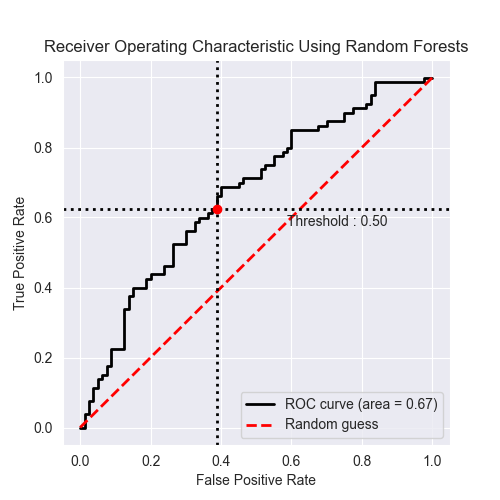 Receiver Operating Characteristic Using Random Forests
True Positive Rate
1.0
0.8
0.6
0.4
0.2
0.0
Threshold : 0.50
ROC curve (area = 0.67)
Random guess
0.0 0.2 0.4 0.6 0.8 1.0
False Positive Rate